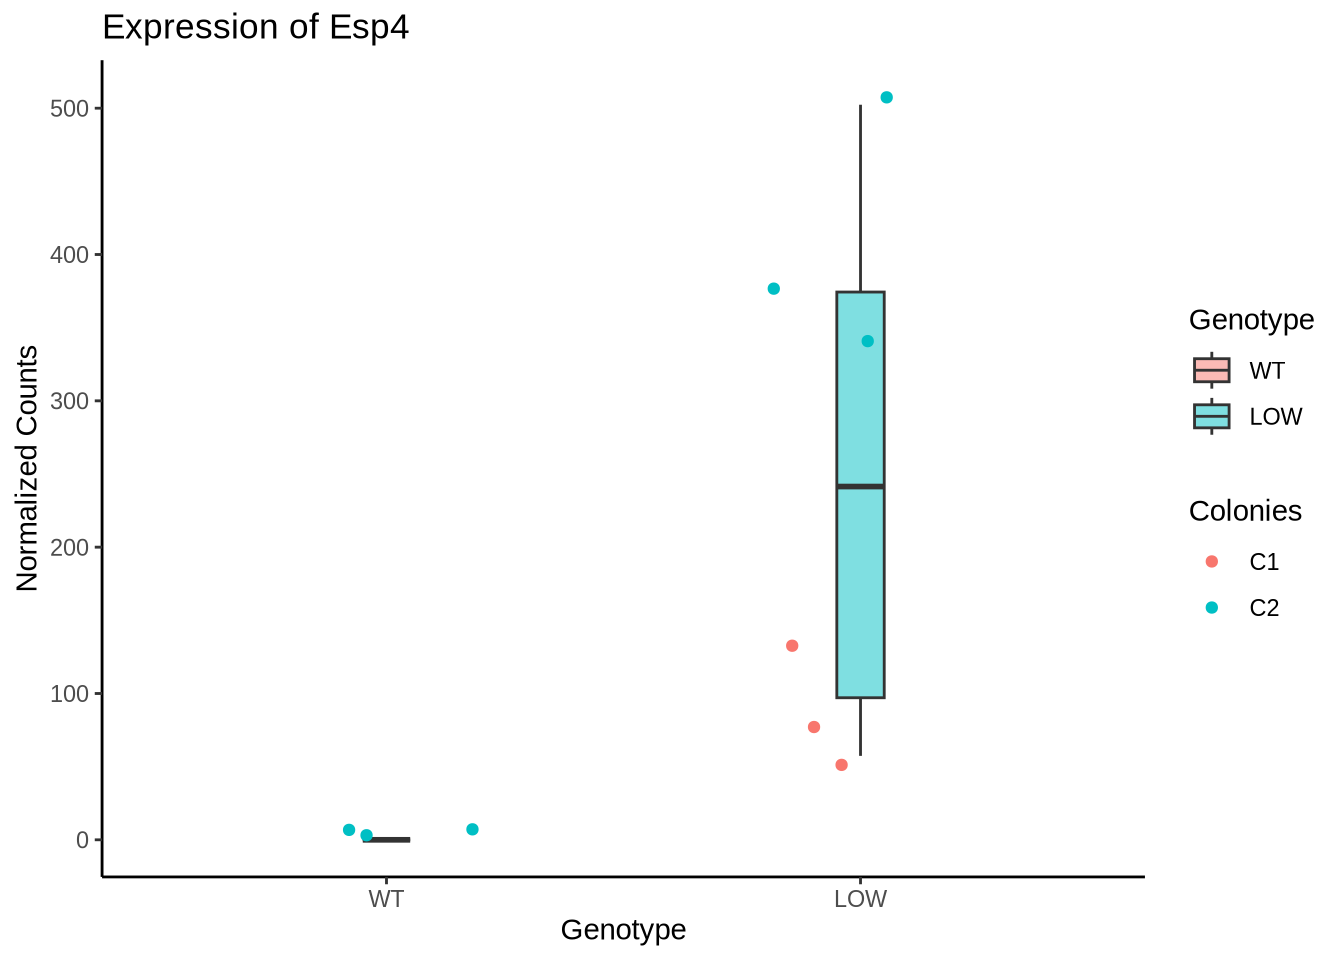 Expression of Esp4
500
400
300
200
100
0
Normalized Counts
WT
LOW
Genotype
Genotype
WT
LOW
Colonies
C1
C2